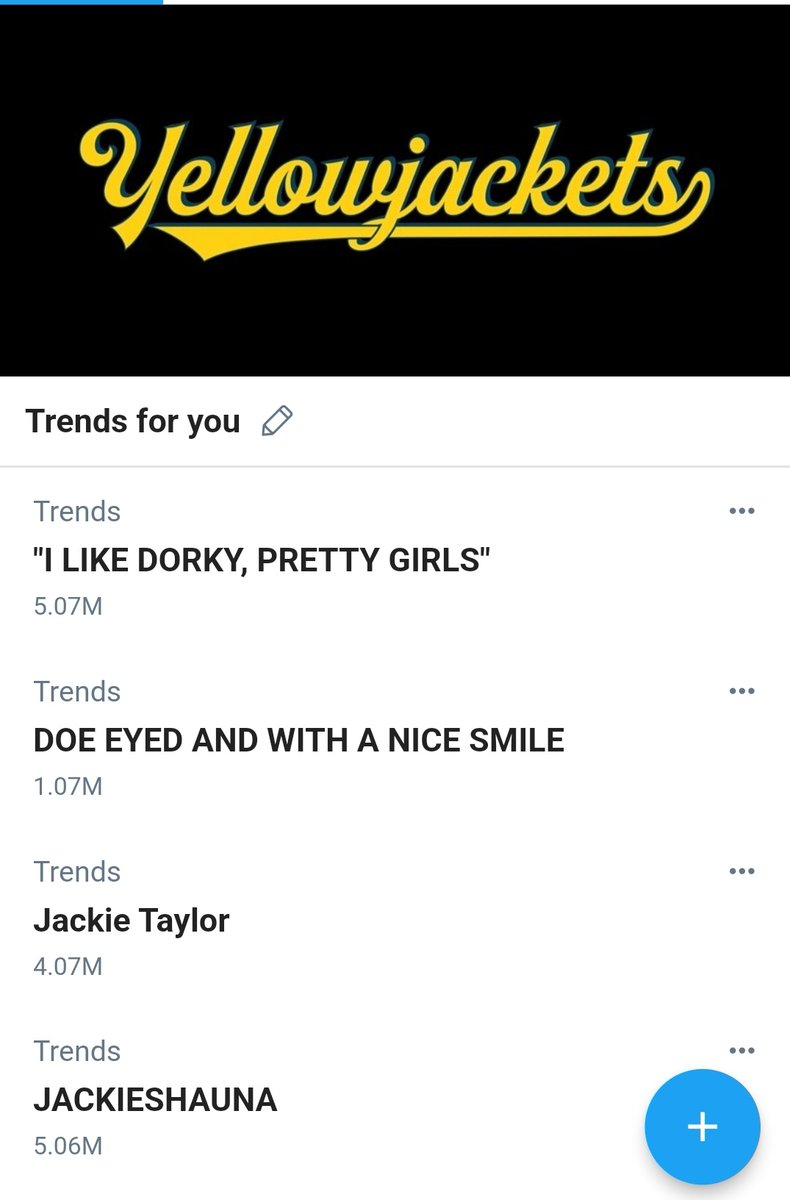 Yellowjackets
Trends for you
Trends
"I LIKE DORKY, PRETTY GIRLS"
5.07M
Trends
DOE EYED AND WITH A NICE SMILE
1.07M
Trends
Jackie Taylor
4.07M
Trends
JACKIESHAUNA
5.06M